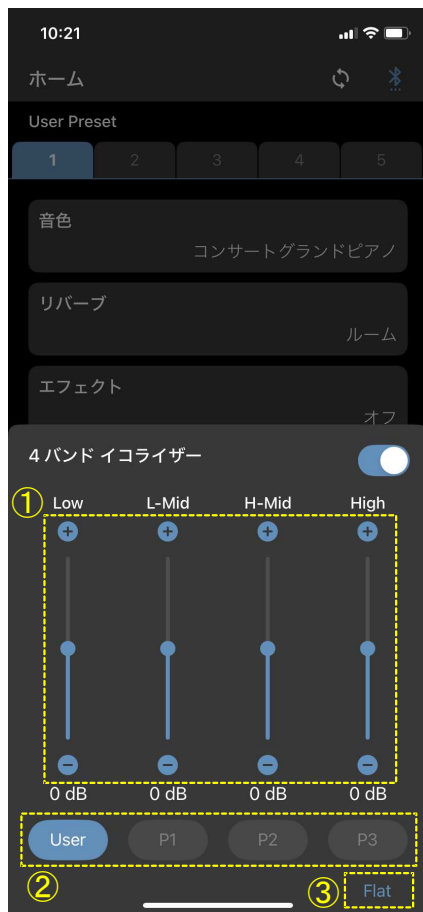 10:21
ホーム
User Preset
1 2 3 4 5
音色
コンサートグランドピアノ
リバーブ
ルーム
エフェクト
オフ
4 バンド イコライザー
① Low L-Mid H-Mid High
+ + + +
− − − −
0 dB 0 dB 0 dB 0 dB
User P1 P2 P3
② ③ Flat